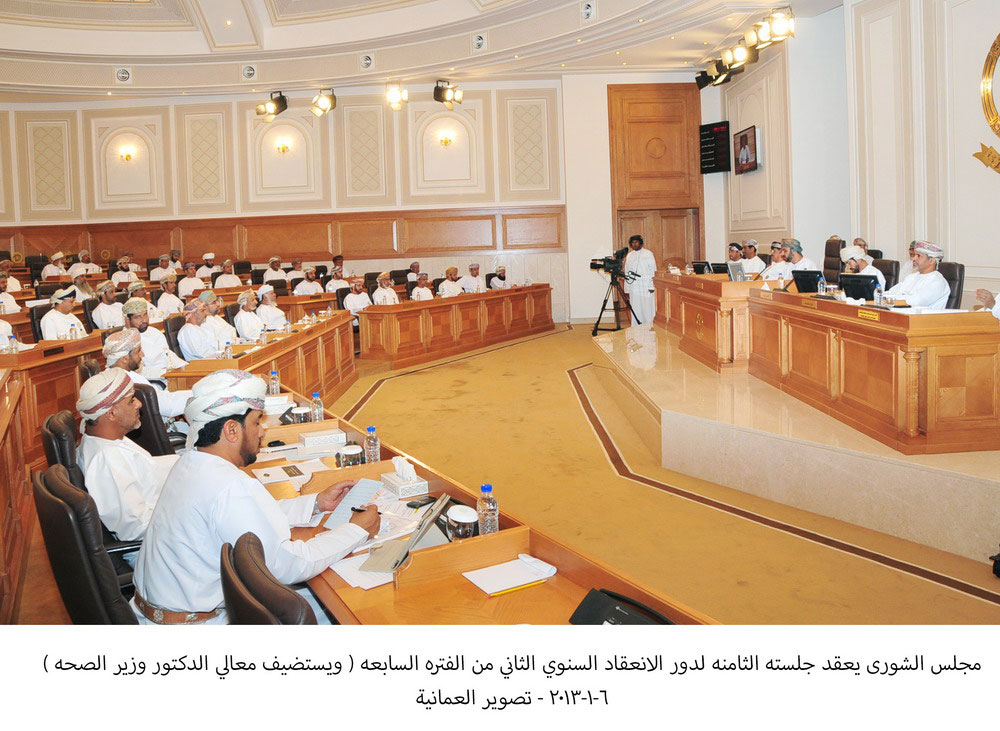 مجلس الشورى يعقد جلسته الثامنه لدور الانعقاد السنوي الثاني من الفتره السابعه ( ويستضيف معالي الدكتور وزير الصحه )
٦-١-٢٠١٣ - تصوير العمانية